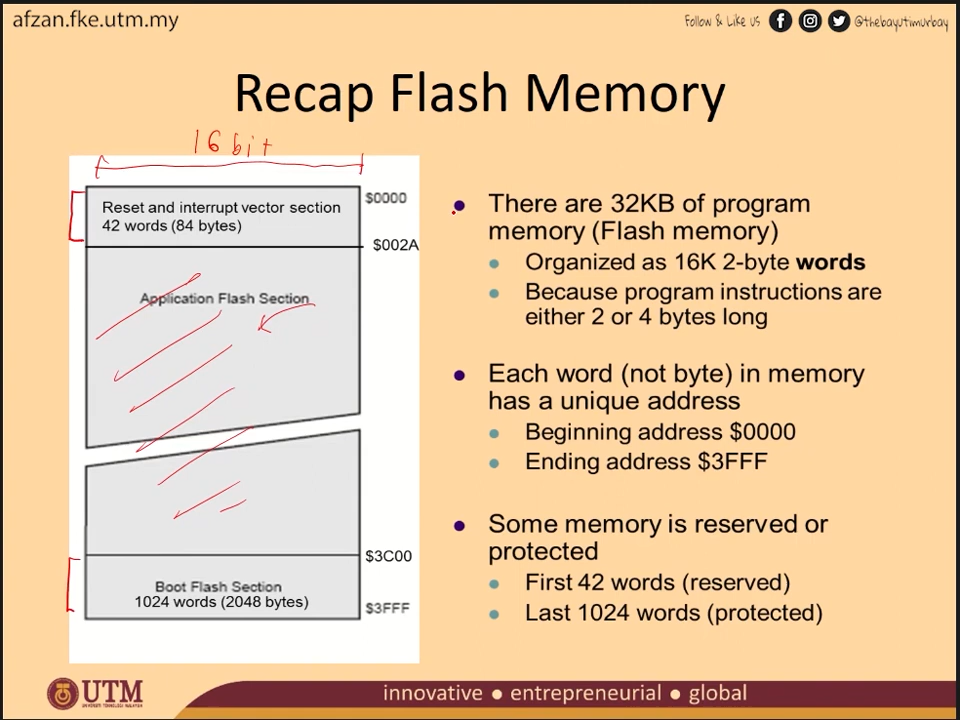 afzan.fke.utm.my
Follow & Like us @thebayutimurbay
Recap Flash Memory
16 bit
Reset and interrupt vector section
42 words (84 bytes)
$0000
$002A
Application Flash Section
$3C00
Boot Flash Section
1024 words (2048 bytes)
$3FFF
There are 32KB of program
memory (Flash memory)
Organized as 16K 2-byte words
Because program instructions are
either 2 or 4 bytes long
Each word (not byte) in memory
has a unique address
Beginning address $0000
Ending address $3FFF
Some memory is reserved or
protected
First 42 words (reserved)
Last 1024 words (protected)
UTM
UNIVERSITI TEKNOLOGI MALAYSIA
innovative ● entrepreneurial ● global